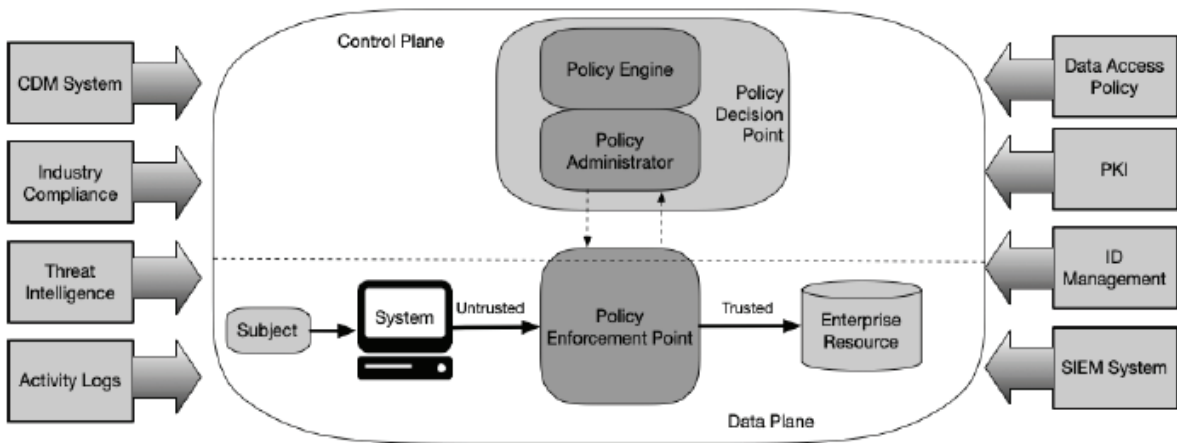 Control Plane
CDM System
Industry
Compliance
Threat
Intelligence
Activity Logs
Policy Engine
Policy
Administrator
Policy
Decision
Point
Data Access
Policy
PKI
ID
Management
SIEM System
Subject
System
Untrusted
Policy
Enforcement Point
Trusted
Enterprise
Resource
Data Plane